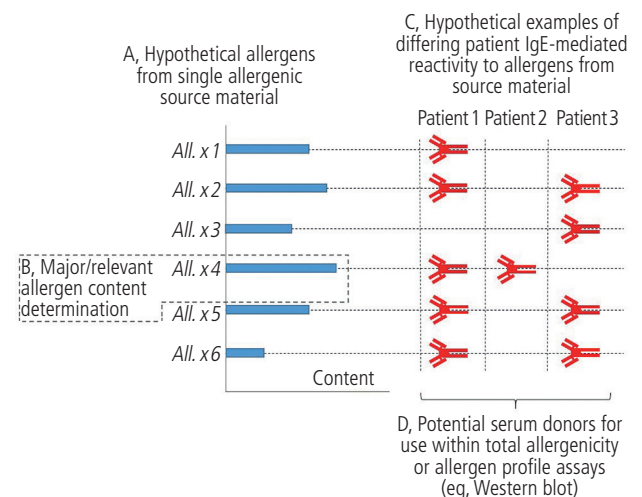 A, Hypothetical allergens
from single allergenic
source material
C, Hypothetical examples of
differing patient IgE-mediated
reactivity to allergens from
source material
Patient 1 Patient 2 Patient 3
All. x 1
All. x 2
All. x 3
All. x 4
All. x 5
All. x 6
B, Major/relevant
allergen content
determination
Content
D, Potential serum donors for
use within total allergenicity
or allergen profile assays
(eg, Western blot)